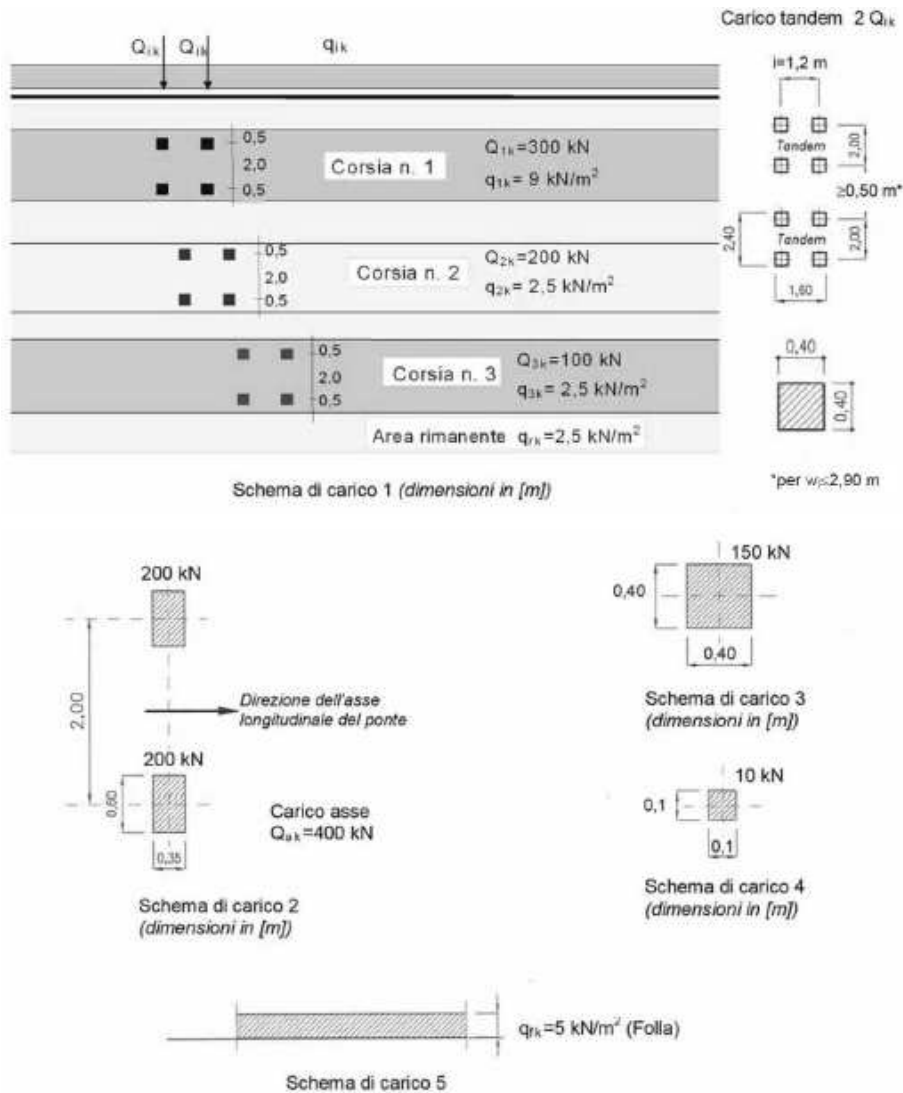 Carico tandem 2 Qik
Qik Qik qik
i=1,2 m
0,5
2,0
0,5
Corsia n. 1
Q1k=300 kN
q1k= 9 kN/m²
Tandem
2,00
≥0,50 m*
0.5
2,0
0.5
Corsia n. 2
Q2k=200 kN
q2k= 2,5 kN/m²
2,40
Tandem
2,00
1,60
0.5
2.0
0.5
Corsia n. 3
Q3k=100 kN
q3k= 2,5 kN/m²
0,40
0,40
Area rimanente qrk=2,5 kN/m²
Schema di carico 1 (dimensioni in [m])
*per wl≤2,90 m
200 kN
2,00
Direzione dell'asse
longitudinale del ponte
200 kN
0,60
0,35
Carico asse
Qak=400 kN
Schema di carico 2
(dimensioni in [m])
150 kN
0,40
0,40
Schema di carico 3
(dimensioni in [m])
10 kN
0,1
0,1
Schema di carico 4
(dimensioni in [m])
qfk=5 kN/m² (Folla)
Schema di carico 5